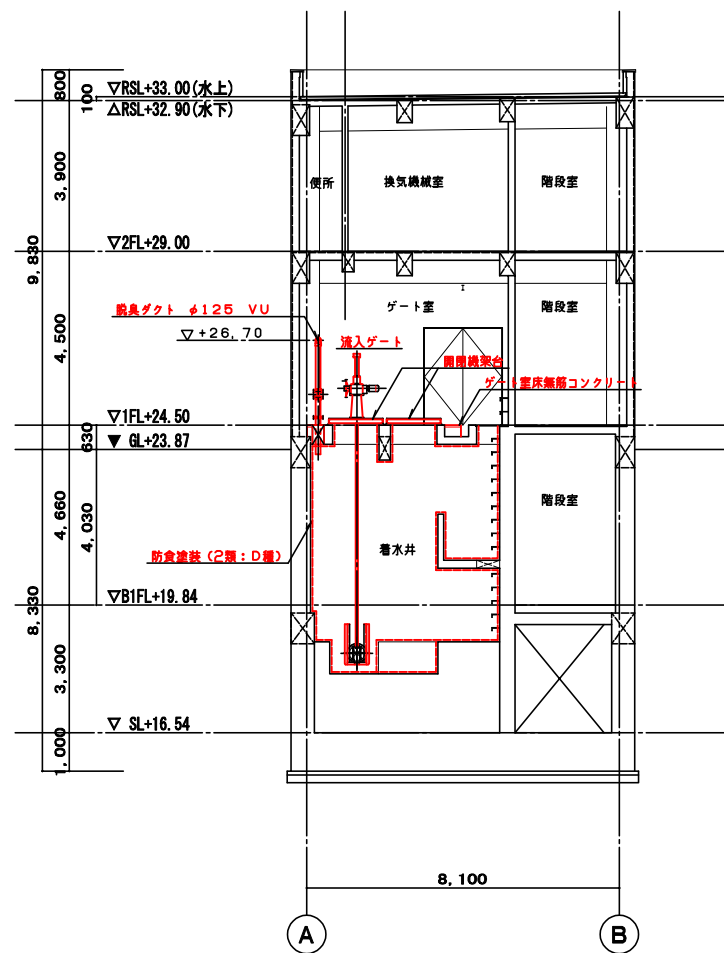 800
100
▽RSL+33.00(水上)
△RSL+32.90(水下)
3,900
便所
換気機械室
階段室
▽2FL+29.00
9,830
脱臭ダクト φ125 VU
ゲート室
階段室
▽+26,70
流入ゲート
4,500
開閉機架台
ゲート室床無筋コンクリート
▽1FL+24.50
630
▼ GL+23.87
4,660
4,030
階段室
防食塗装(2類:D種)
着水井
▽B1FL+19.84
8,330
3,300
▽ SL+16.54
1,000
8,100
A
B